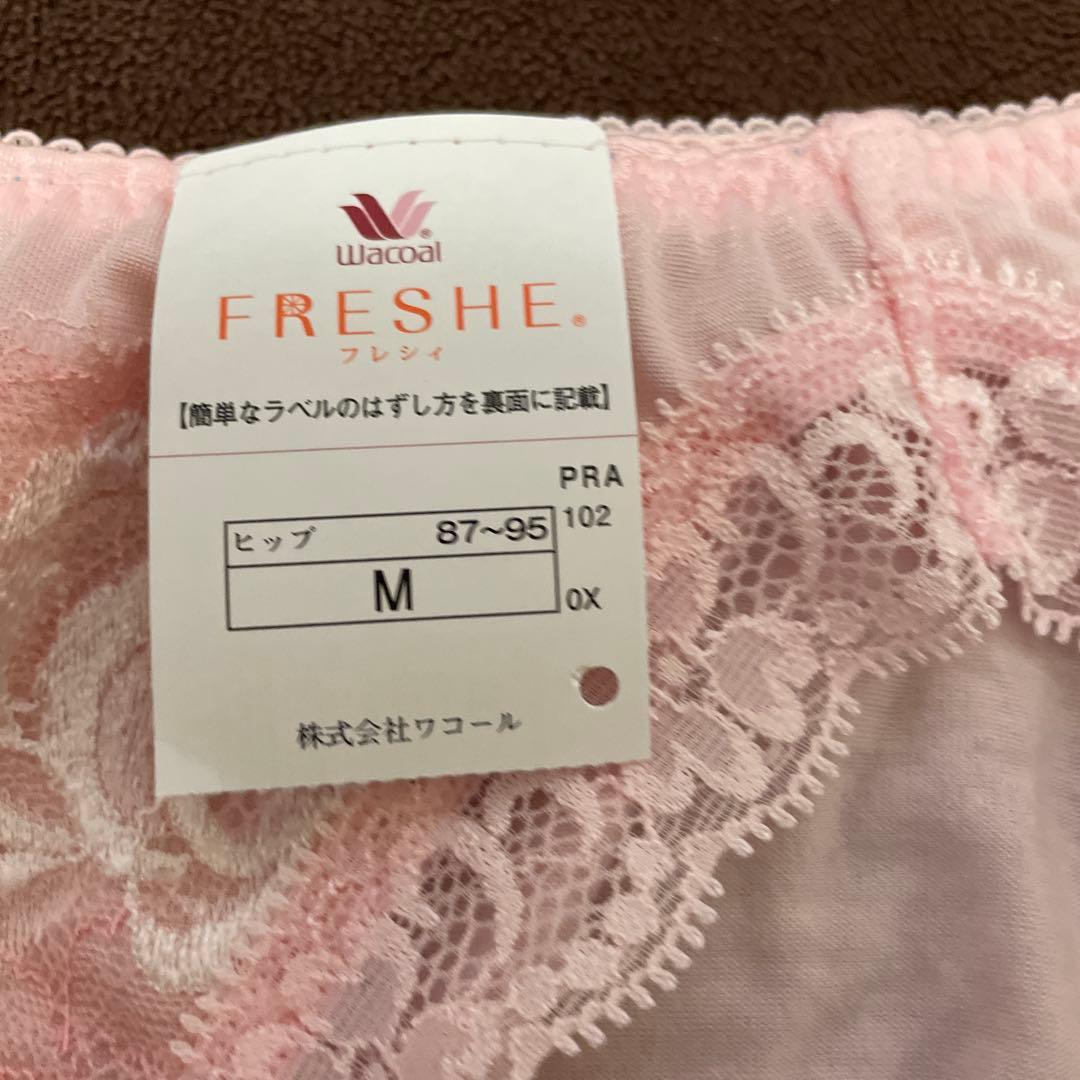 Wacoal®
FRESHE®
フレシィ
【簡単なラベルのはずし方を裏面に記載】
PRA
102
ヒップ 87~95
M
0X
株式会社ワコール